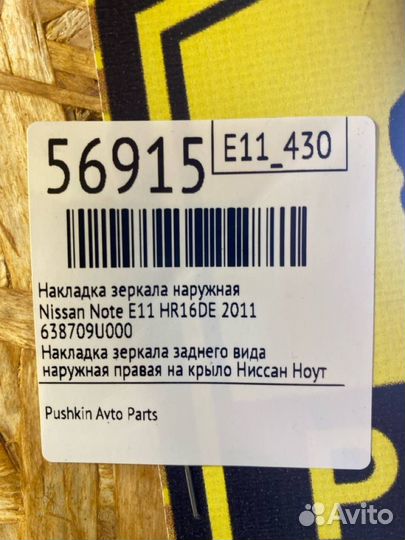 56915
E11_430
Накладка зеркала наружная
Nissan Note E11 HR16DE 2011
638709U000
Накладка зеркала заднего вида
наружная правая на крыло Ниссан Ноут
Pushkin Avto Parts
P
Avito